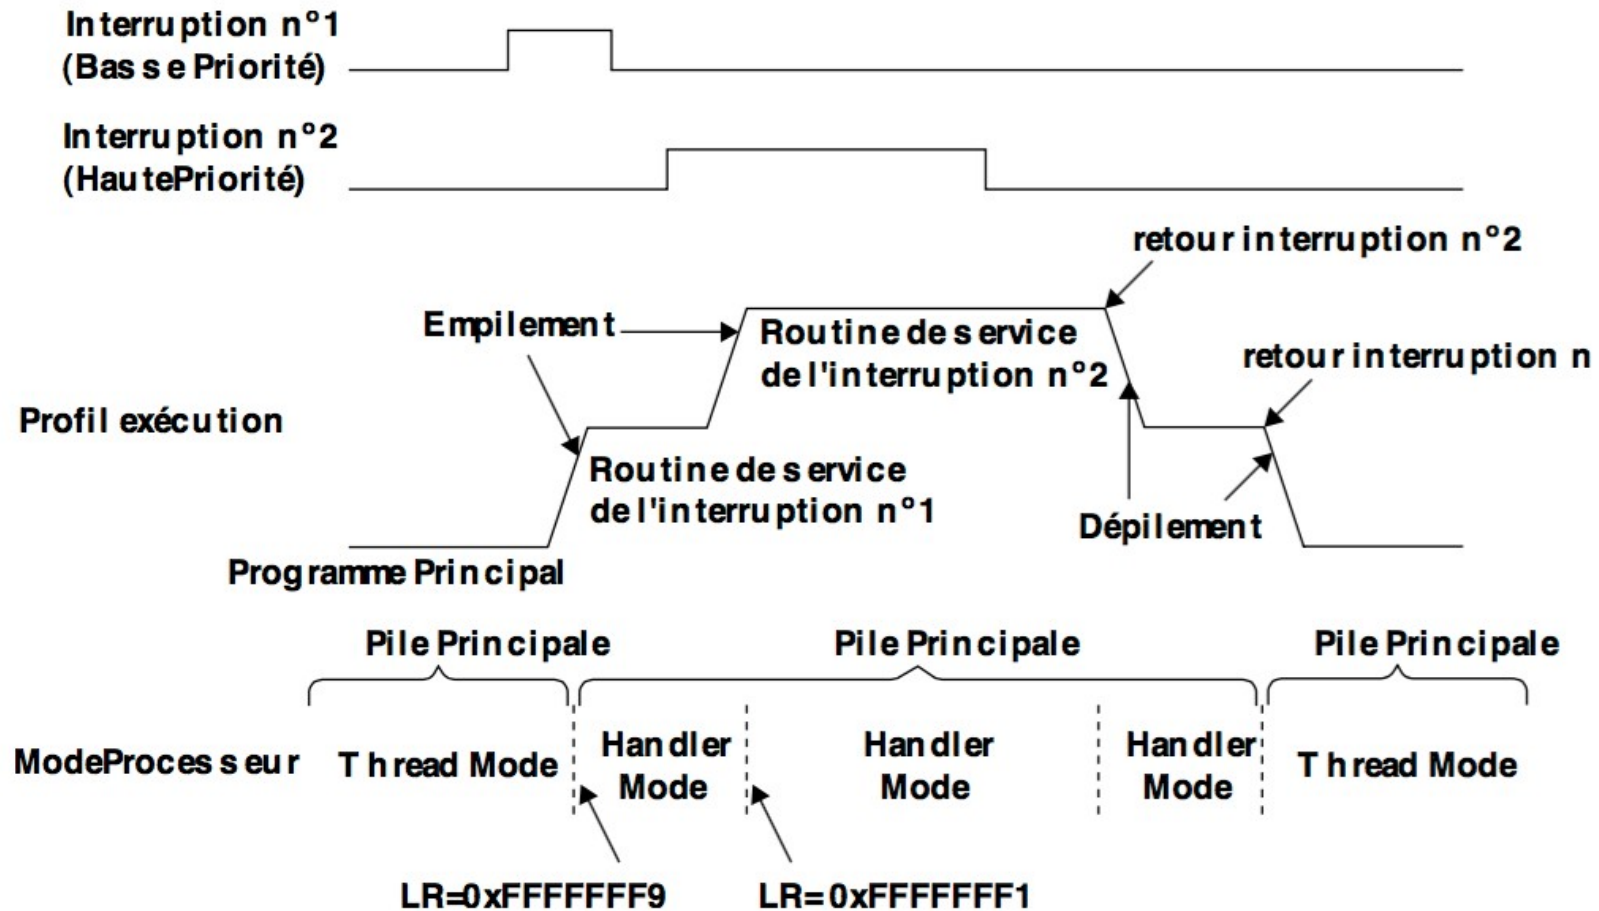 Interruption n°1
(Basse Priorité)
Interruption n°2
(HautePriorité)
retour interruption n°2
Empilement
Routine de service
de l'interruption n°2
retour interruption n
Profil exécution
Routine de service
de l'interruption n°1
Dépilement
Programme Principal
Pile Principale
Pile Principale
Pile Principale
ModeProcesseur
Thread Mode
Handler
Mode
Handler
Mode
Handler
Mode
Thread Mode
LR=0xFFFFFFF9
LR=0xFFFFFFF1